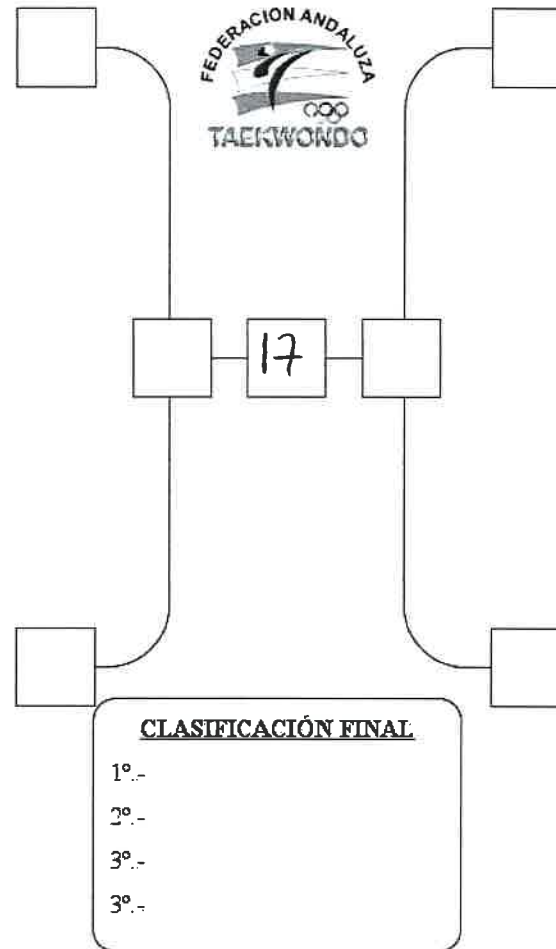 FEDERACION ANDALUZA
TAEKWONDO
17
CLASIFICACIÓN FINAL
1º.-
2º.-
3º.-
3º.-